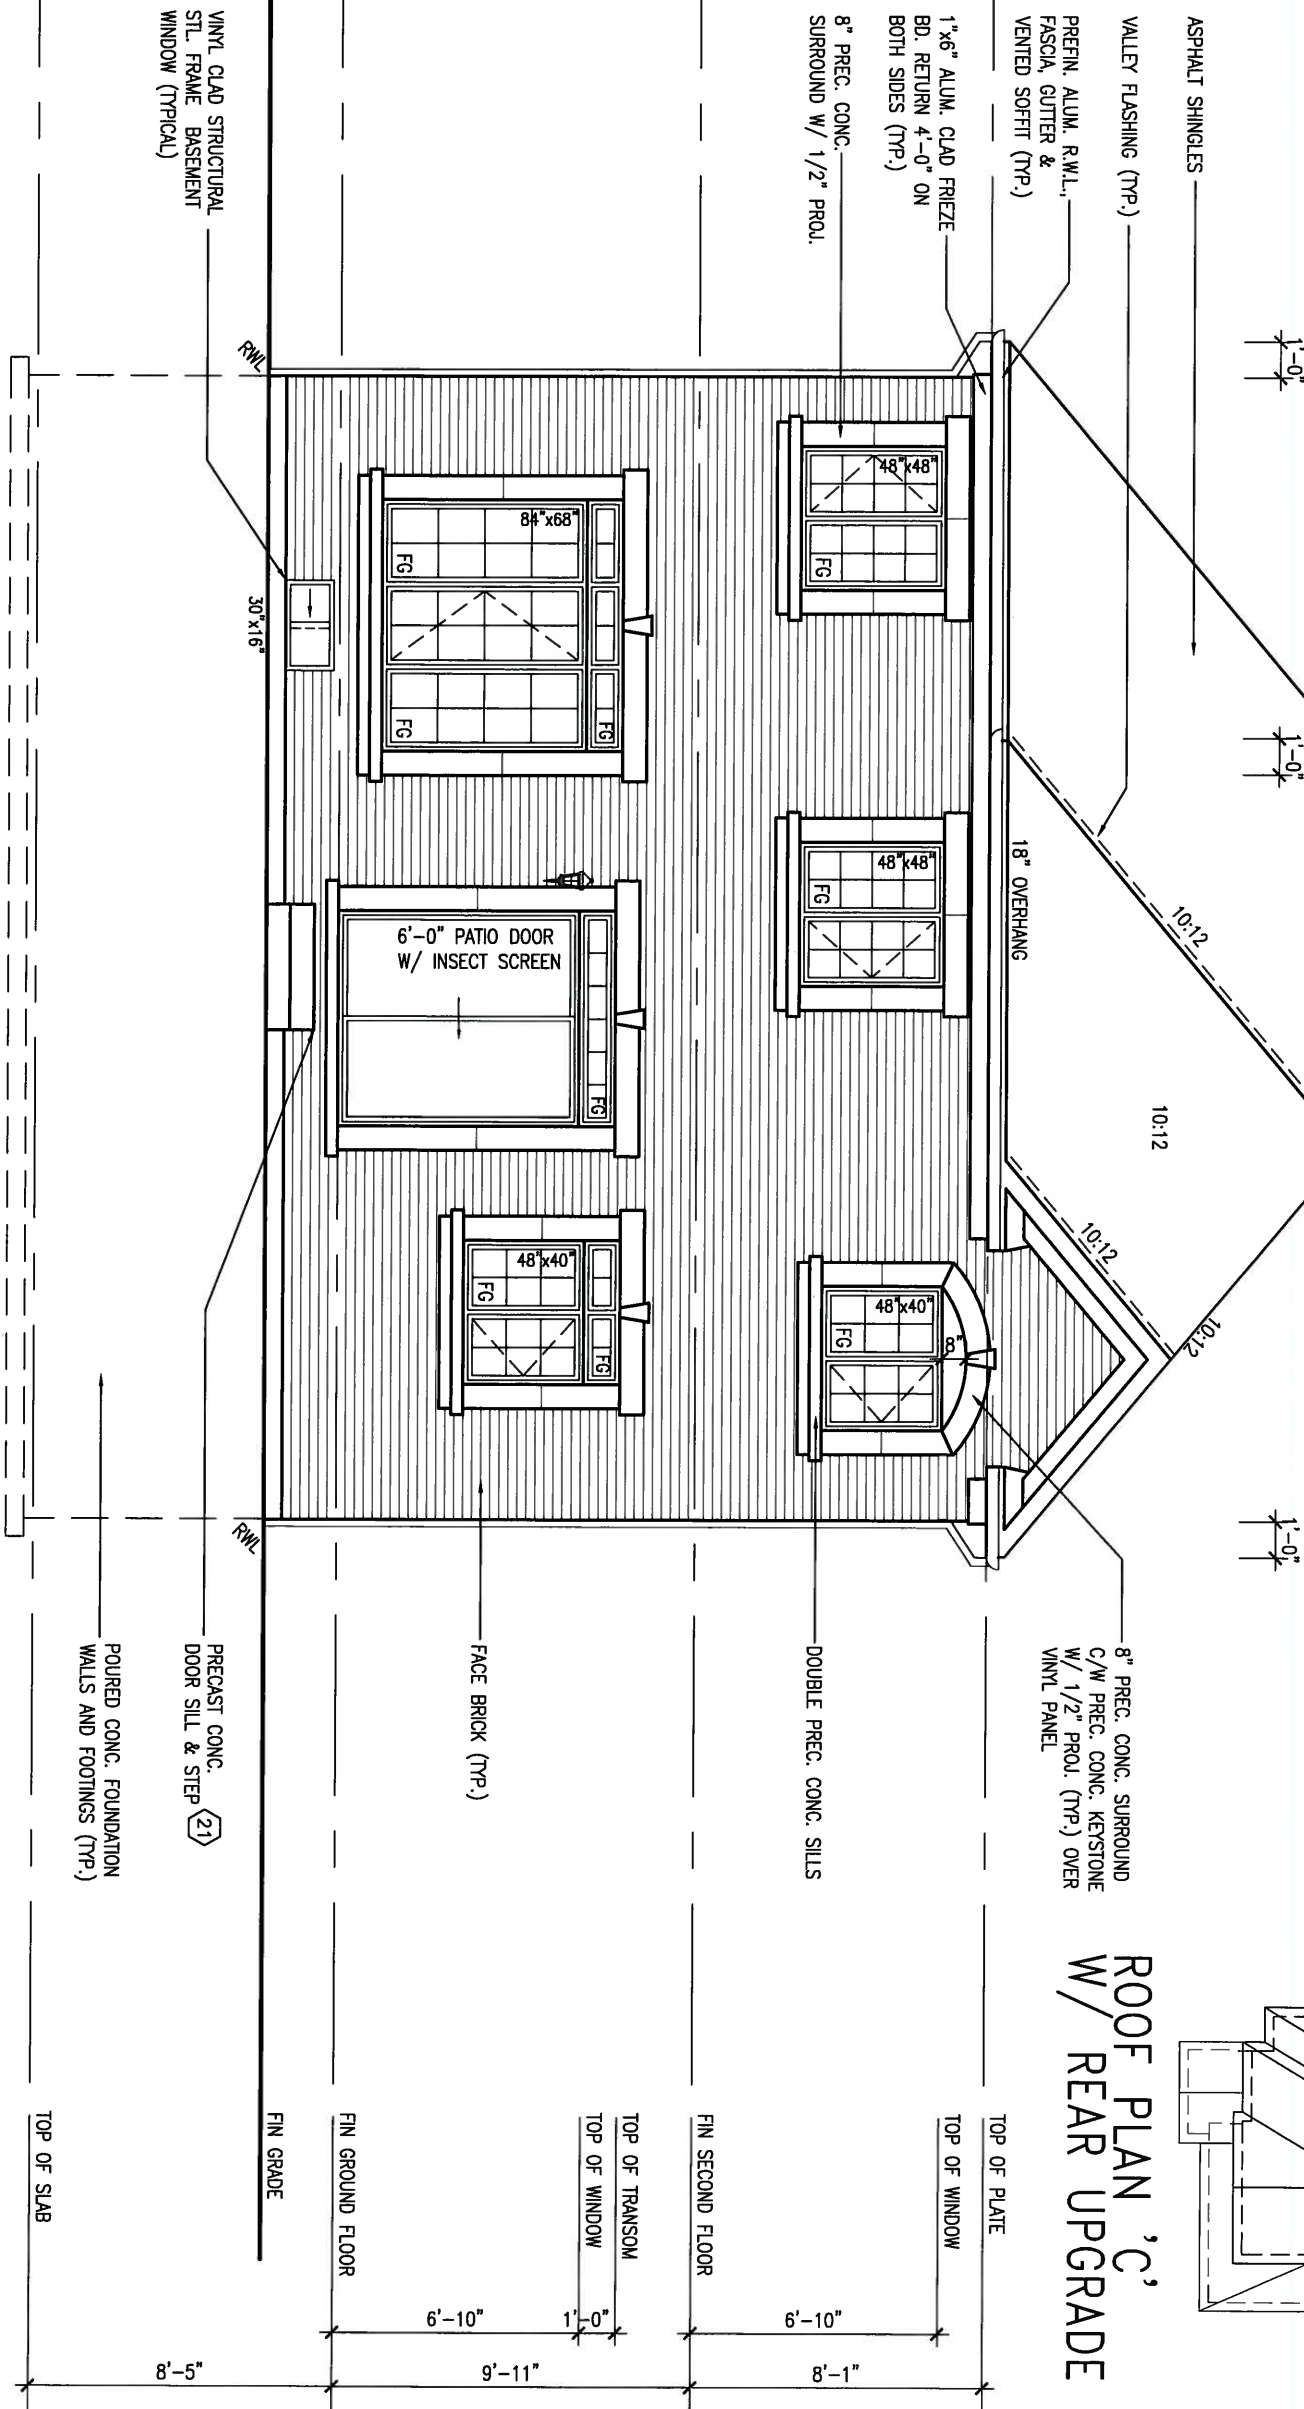 ASPHALT SHINGLES
VALLEY FLASHING (TYP.)
PREFIN. ALUM. R.W.L.,
FASCIA, GUTTER &
VENTED SOFFIT (TYP.)
1"x6" ALUM. CLAD FRIEZE
BD. RETURN 4'-0" ON
BOTH SIDES (TYP.)
8" PREC. CONC.
SURROUND W/ 1/2" PROJ.
VINYL CLAD STRUCTURAL
STL. FRAME BASEMENT
WINDOW (TYPICAL)
1'-0"
1'-0"
1'-0"
10:12
10:12
10:12
10:12
18" OVERHANG
RWL
RWL
48"x48"
FG
48"x48"
FG
48"x40"
FG
8"
84"x68"
FG
FG
FG
6'-0" PATIO DOOR
W/ INSECT SCREEN
FG
48"x40"
FG
FG
30"x16"
8" PREC. CONC. SURROUND
C/W PREC. CONC. KEYSTONE
W/ 1/2" PROJ. (TYP.) OVER
VINYL PANEL
DOUBLE PREC. CONC. SILLS
FACE BRICK (TYP.)
PRECAST CONC.
DOOR SILL & STEP 21
POURED CONC. FOUNDATION
WALLS AND FOOTINGS (TYP.)
ROOF PLAN 'C'
W/ REAR UPGRADE
TOP OF PLATE
TOP OF WINDOW
FIN SECOND FLOOR
TOP OF TRANSOM
TOP OF WINDOW
FIN GROUND FLOOR
FIN GRADE
TOP OF SLAB
6'-10"
1'-0"
6'-10"
8'-5"
9'-11"
8'-1"